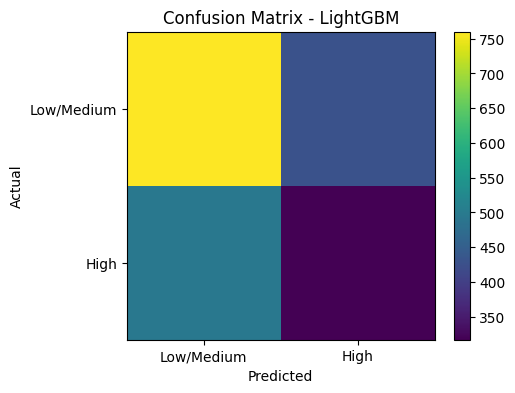 Confusion Matrix - LightGBM
Actual
Low/Medium
High
Low/Medium High
Predicted
750
700
650
600
550
500
450
400
350